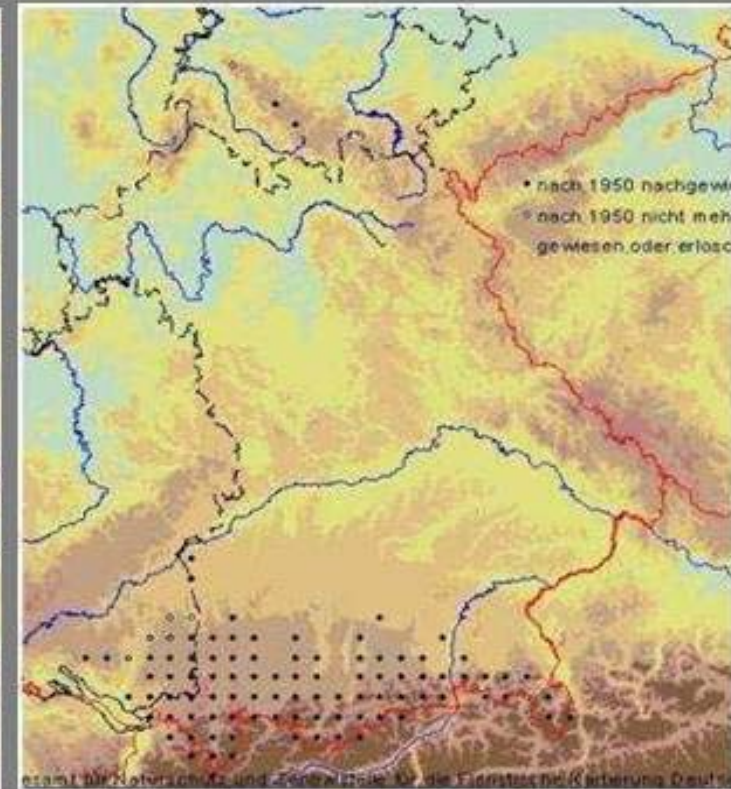 • nach 1950 nachgewi
○ nach 1950 nicht meh
gewiesen oder erlosc
esamt für Naturschutz und Zentralstelle für die Floristische Kartierung Deutsc